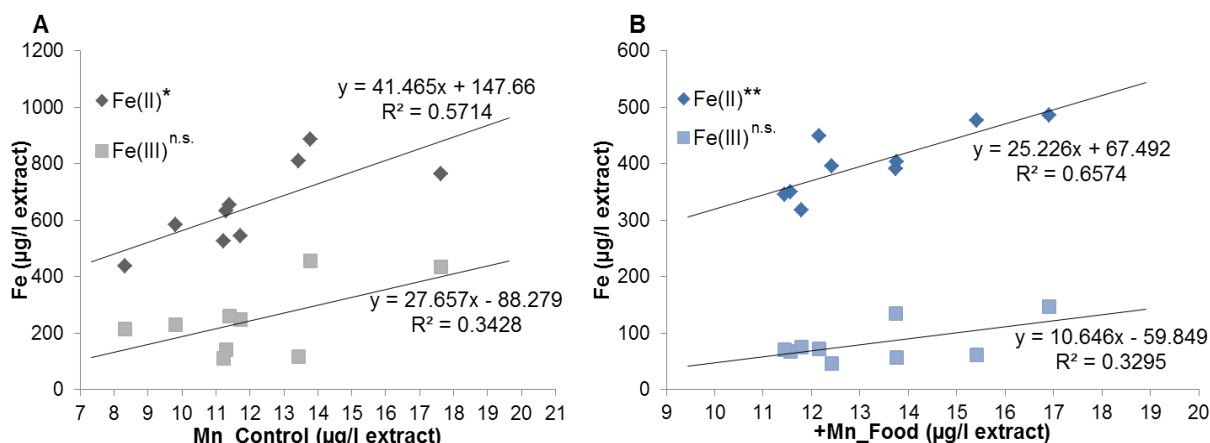 A
Fe (µg/l extract)
1200
1000
800
600
400
200
0
Fe(II)*
Fe(III)n.s.
y = 41.465x + 147.66
R² = 0.5714
y = 27.657x - 88.279
R² = 0.3428
7 8 9 10 11 12 13 14 15 16 17 18 19 20 21
Mn_Control (µg/l extract)
B
Fe (µg/l extract)
600
500
400
300
200
100
0
Fe(II)**
Fe(III)n.s.
y = 25.226x + 67.492
R² = 0.6574
y = 10.646x - 59.849
R² = 0.3295
9 10 11 12 13 14 15 16 17 18 19 20
+Mn_Food (µg/l extract)